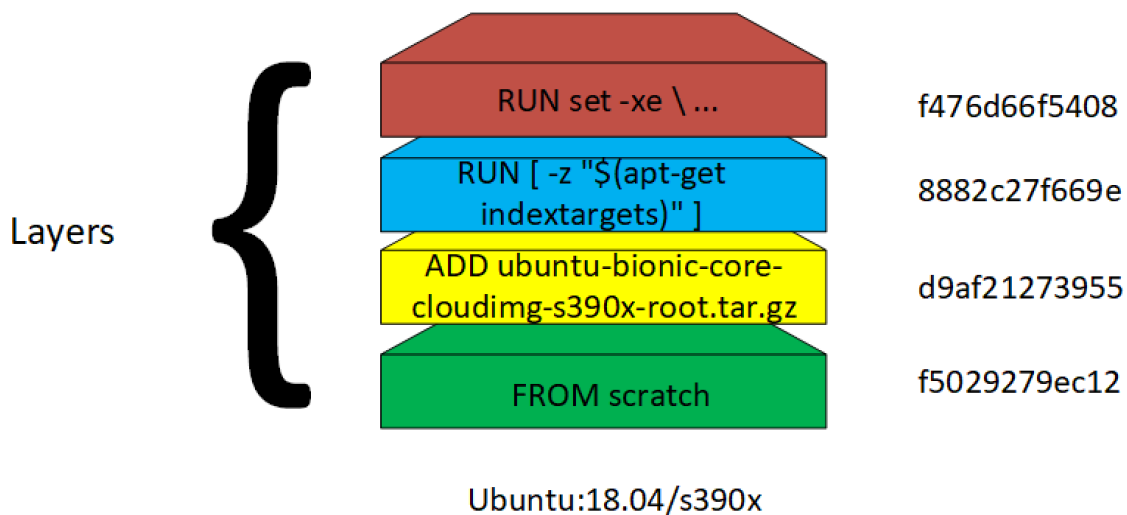 RUN set -xe \ ...
f476d66f5408
RUN [ -z "$(apt-get
indextargets)" ]
8882c27f669e
Layers
ADD ubuntu-bionic-core-
cloudimg-s390x-root.tar.gz
d9af21273955
FROM scratch
f5029279ec12
Ubuntu:18.04/s390x